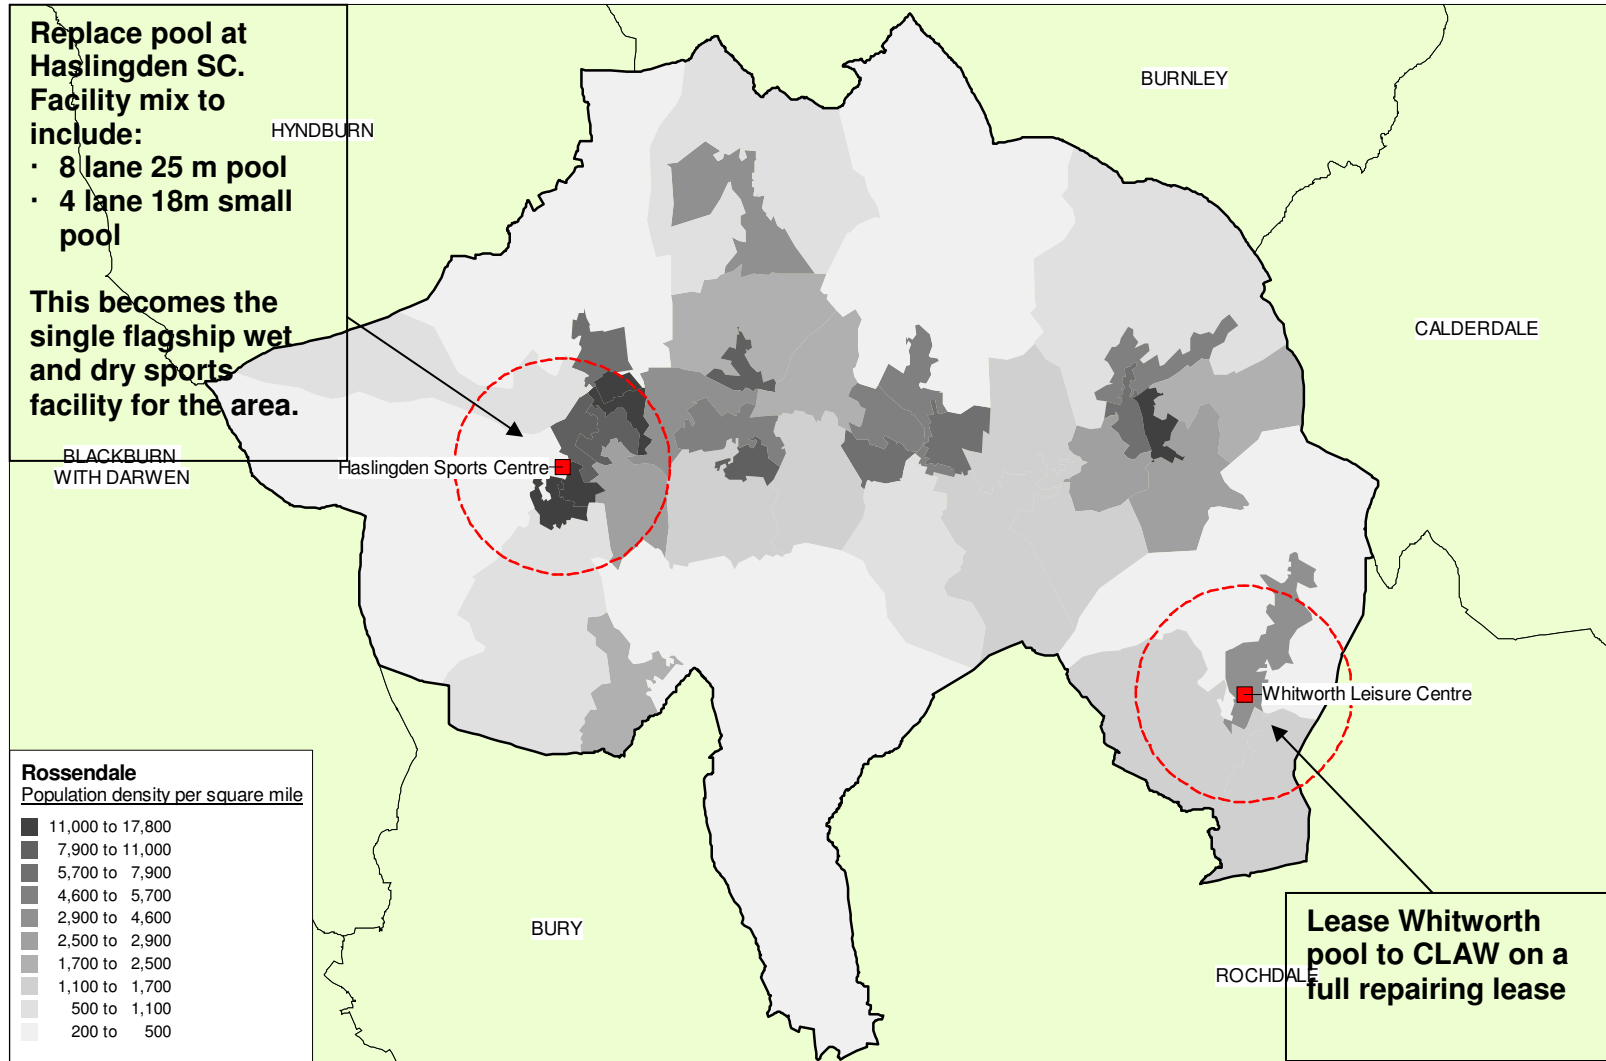 Replace pool at
Haslingden SC.
Facility mix to
include:
· 8 lane 25 m pool
· 4 lane 18m small
pool
This becomes the
single flagship wet
and dry sports
facility for the area.
HYNDBURN
BURNLEY
CALDERDALE
BLACKBURN
WITH DARWEN
Haslingden Sports Centre
Whitworth Leisure Centre
BURY
ROCHDALE
Lease Whitworth
pool to CLAW on a
full repairing lease
Rossendale
Population density per square mile
11,000 to 17,800
7,900 to 11,000
5,700 to 7,900
4,600 to 5,700
2,900 to 4,600
2,500 to 2,900
1,700 to 2,500
1,100 to 1,700
500 to 1,100
200 to 500